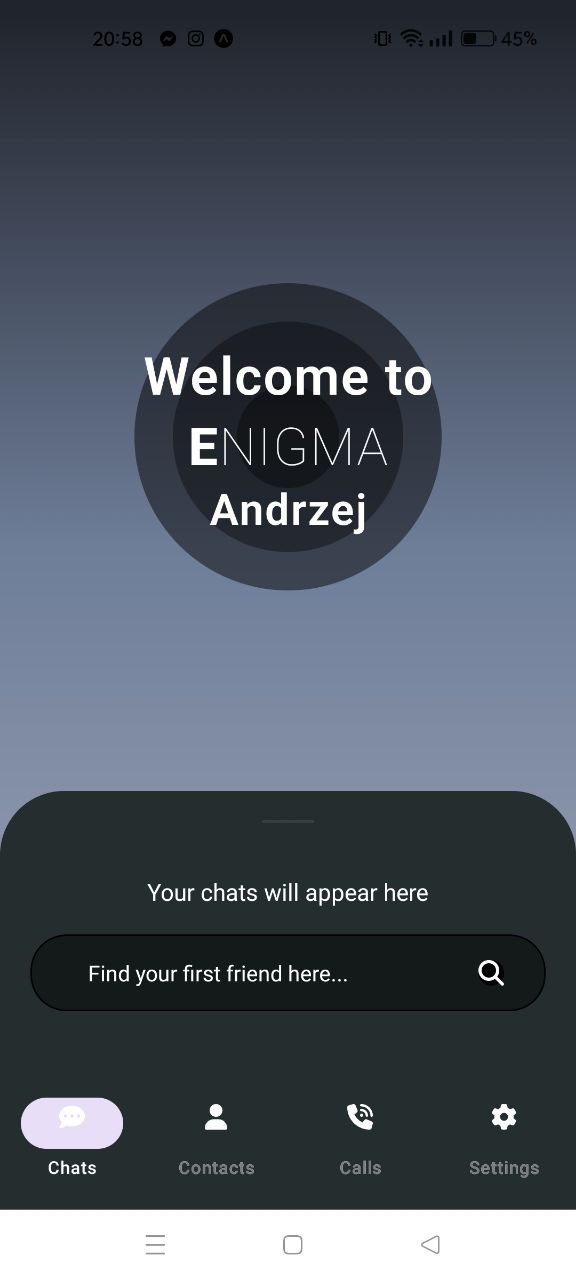 20:58 45%
Welcome to
ENIGMA
Andrzej
Your chats will appear here
Find your first friend here...
Chats Contacts Calls Settings